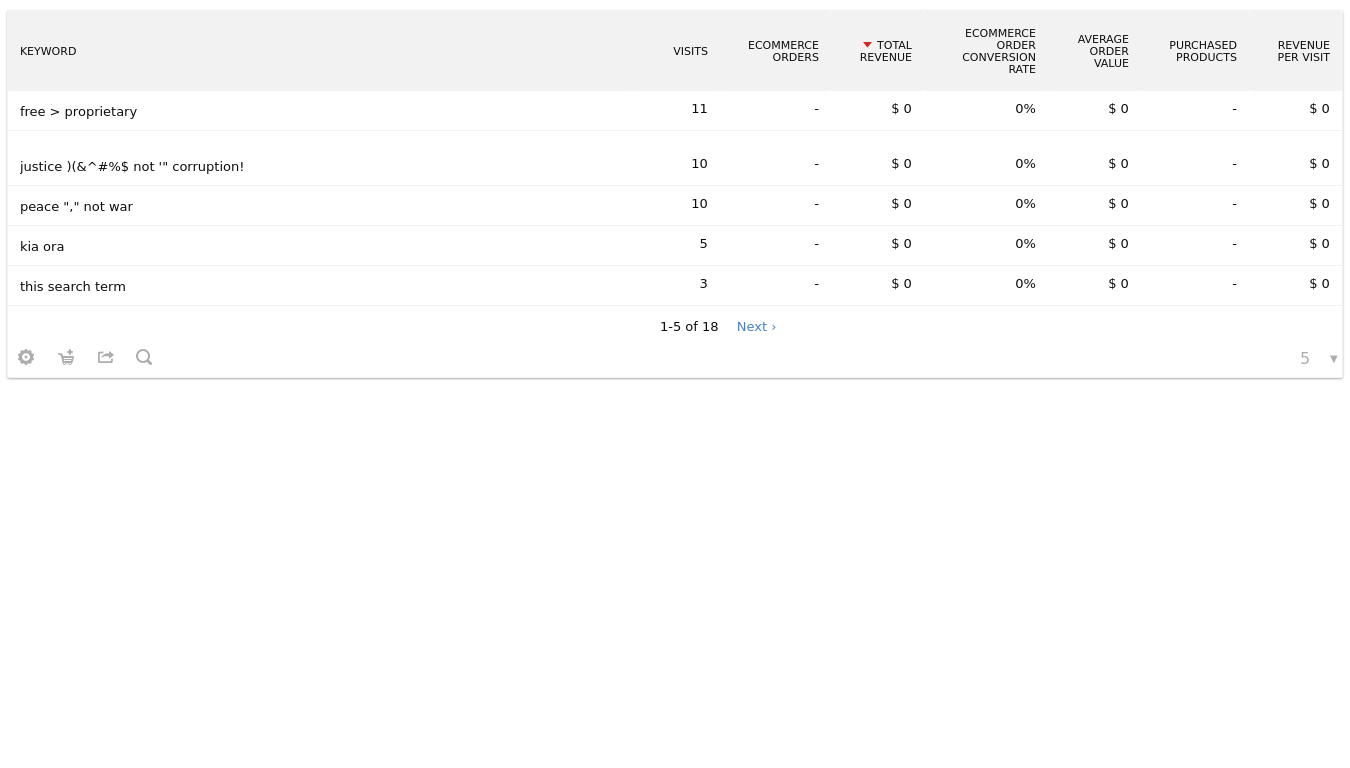 KEYWORD VISITS ECOMMERCE ORDERS TOTAL REVENUE ECOMMERCE ORDER CONVERSION RATE AVERAGE ORDER VALUE PURCHASED PRODUCTS REVENUE PER VISIT
free > proprietary 11 - $ 0 0% $ 0 - $ 0
justice )(&^#%$ not '" corruption! 10 - $ 0 0% $ 0 - $ 0
peace "," not war 10 - $ 0 0% $ 0 - $ 0
kia ora 5 - $ 0 0% $ 0 - $ 0
this search term 3 - $ 0 0% $ 0 - $ 0
1-5 of 18 Next ›
5